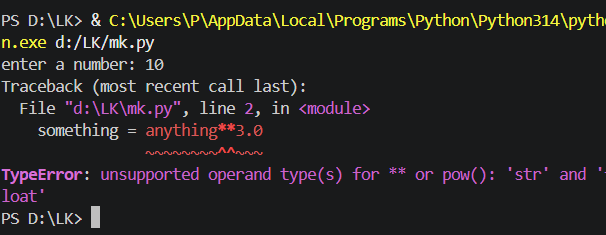 PS D:\LK> & C:\Users\P\AppData\Local\Programs\Python\Python314\pytho
n.exe d:/LK/mk.py
enter a number: 10
Traceback (most recent call last):
  File "d:\LK\mk.py", line 2, in <module>
    something = anything**3.0
                ~~~~~~~~^^~~~
TypeError: unsupported operand type(s) for ** or pow(): 'str' and 'f
loat'
PS D:\LK>